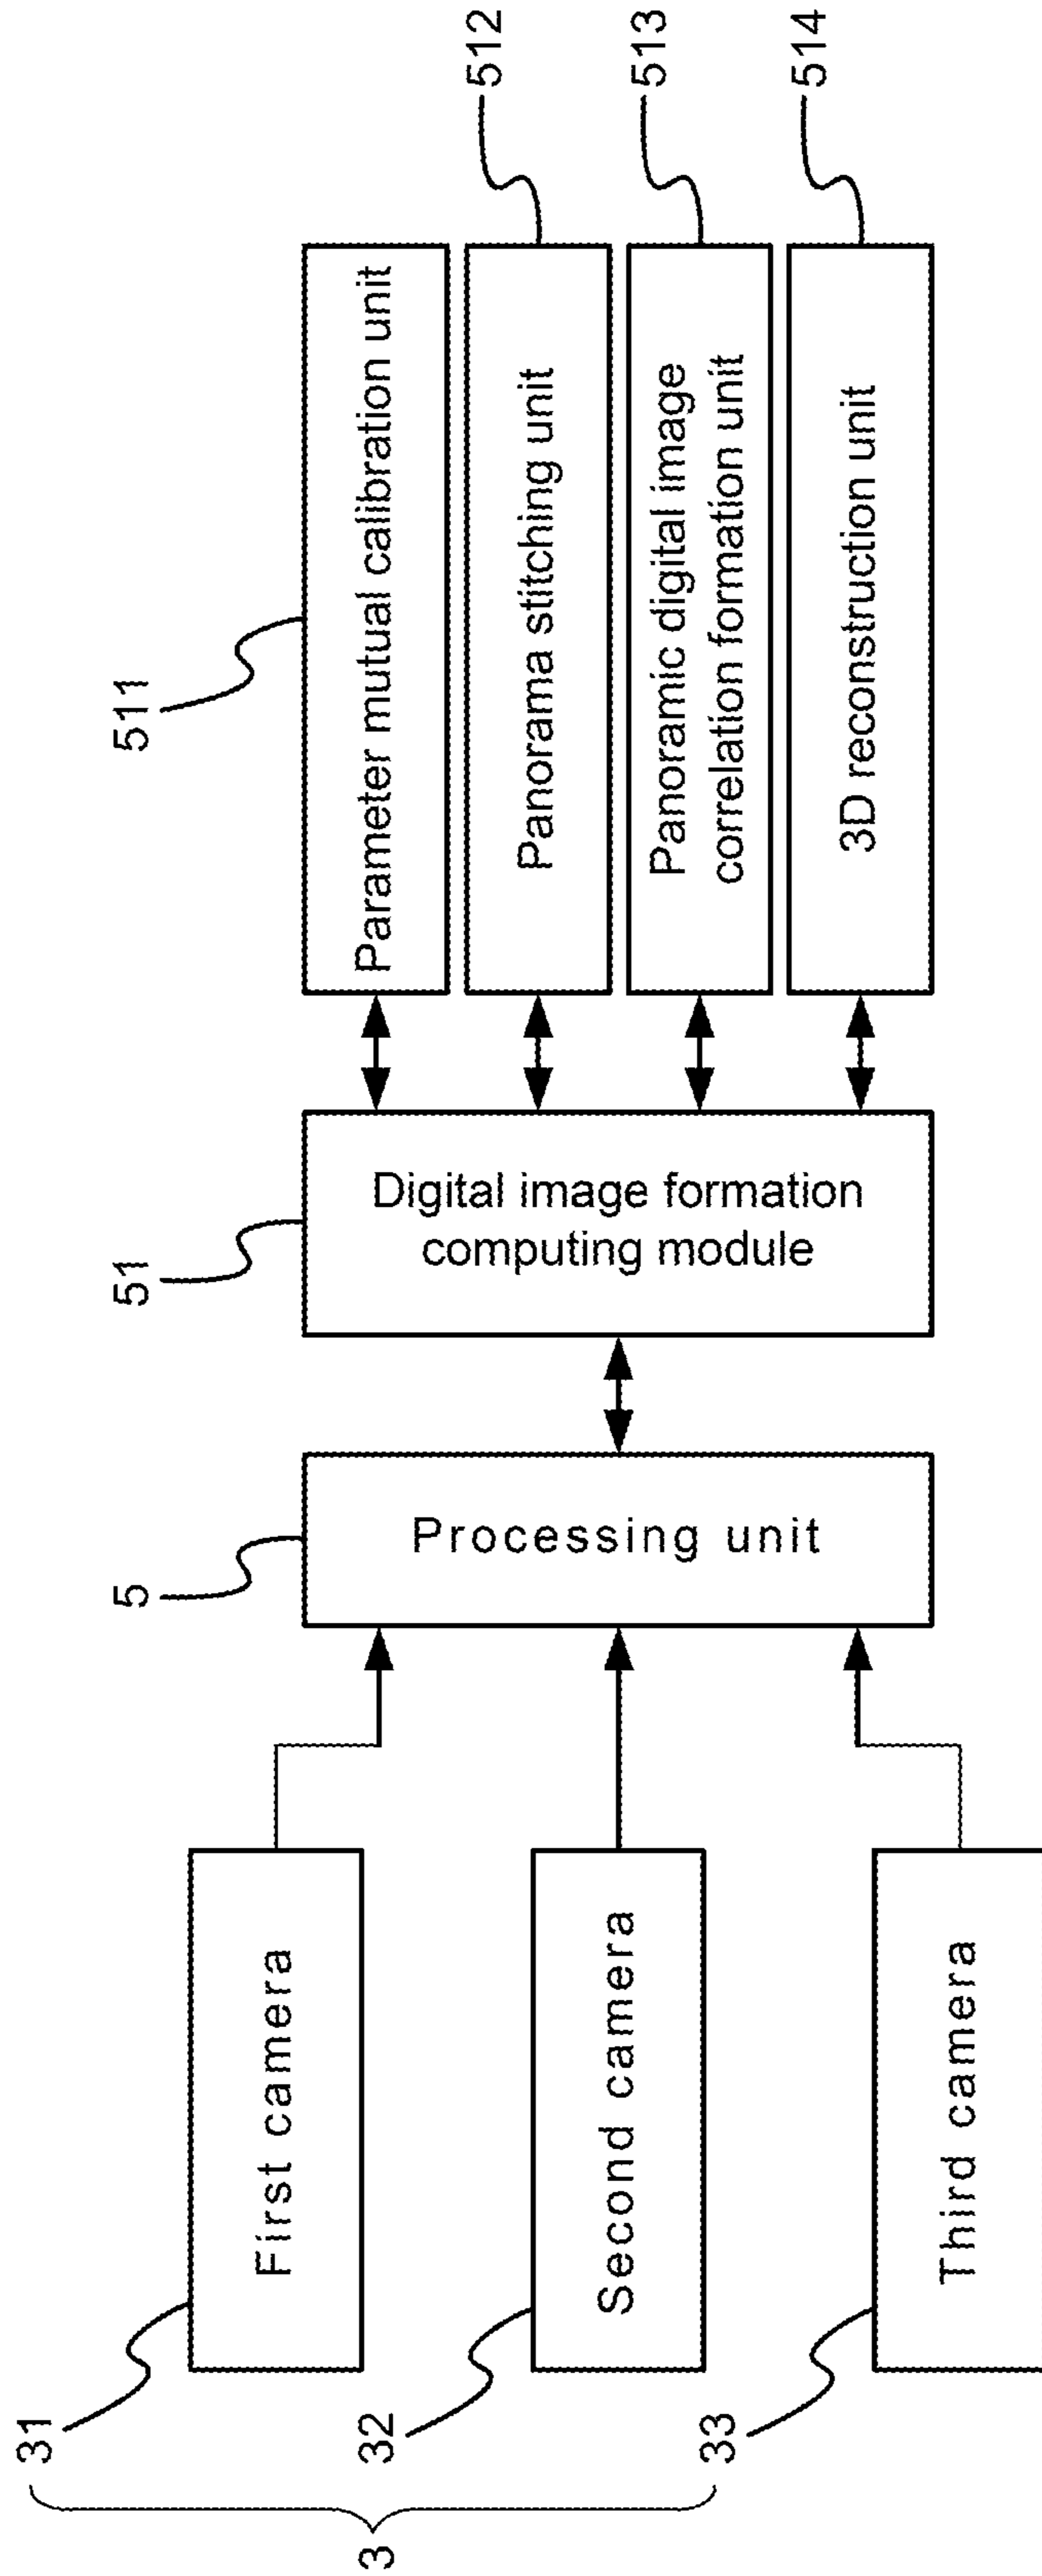 3
31
First camera
32
Second camera
33
Third camera
5
Processing unit
51
Digital image formation
computing module
511
Parameter mutual calibration unit
512
Panorama stitching unit
513
Panoramic digital image
correlation formation unit
514
3D reconstruction unit